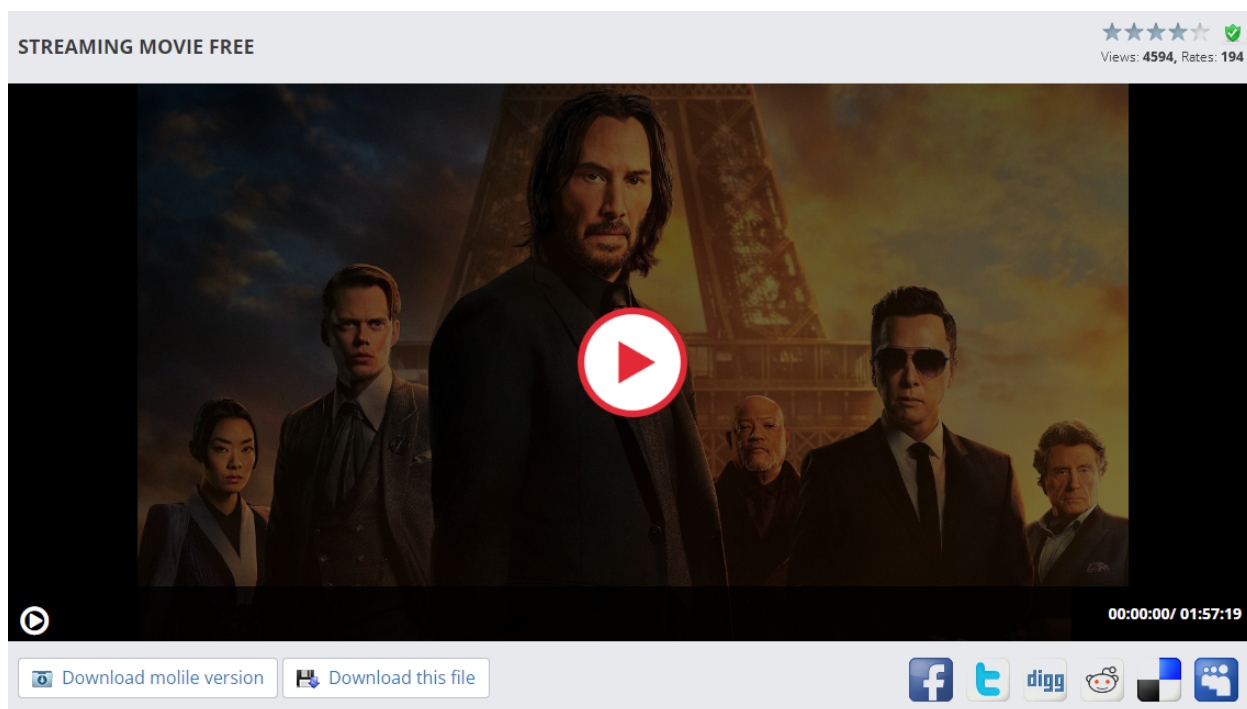 STREAMING MOVIE FREE
Views: 4594, Rates: 194
00:00:00/ 01:57:19
Download molile version
Download this file
digg